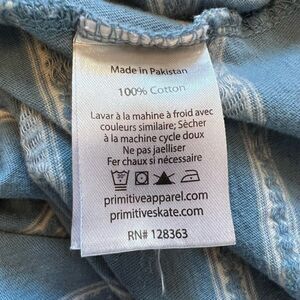 Made in Pakistan
100% Cotton
Lavar à la mahine à froid avec
couleurs similaire; Sècher
à la machine cycle doux
Ne pas jaelliser
Fer chaux si nécessaire
primitiveapparel.com
primitiveskate.com
RN# 128363